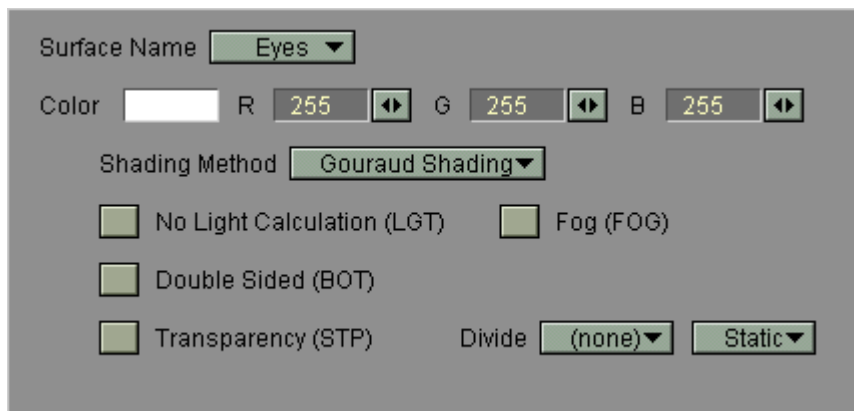 Surface Name Eyes
Color R 255 G 255 B 255
Shading Method Gouraud Shading
No Light Calculation (LGT) Fog (FOG)
Double Sided (BOT)
Transparency (STP) Divide (none) Static